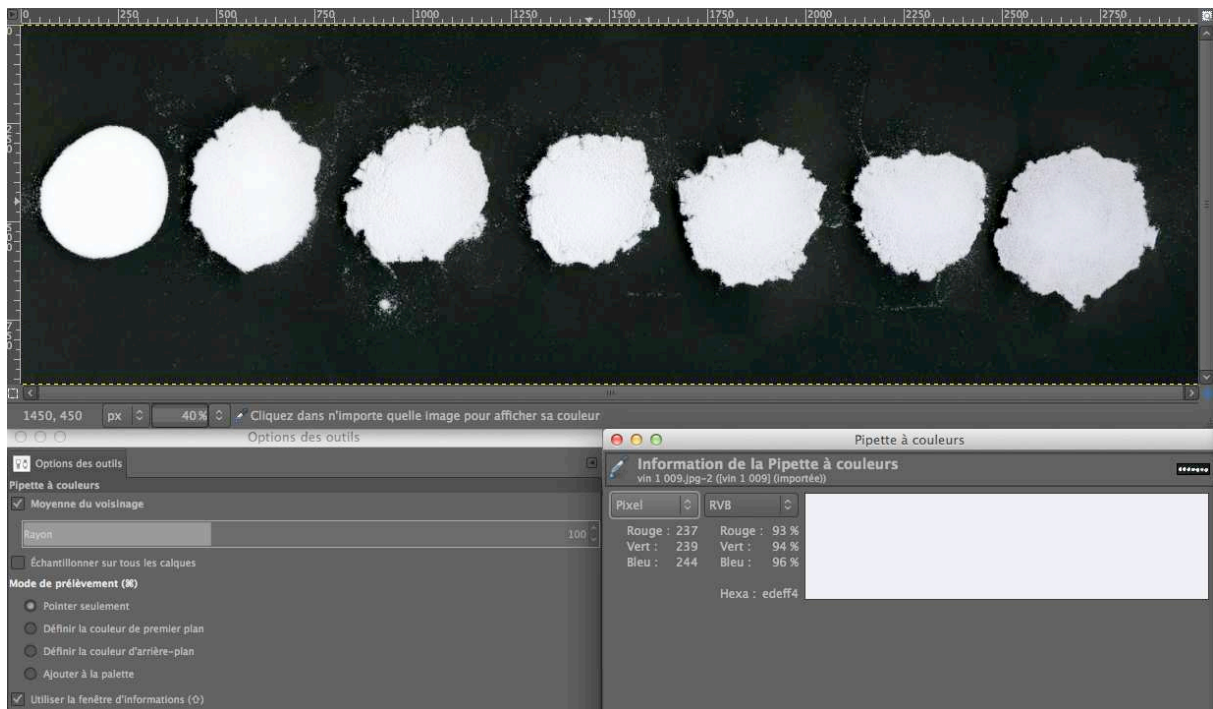 0 250 500 750 1000 1250 1500 1750 2000 2250 2500 2750
0
1450, 450 px 40 % Cliquez dans n'importe quelle image pour afficher sa couleur
Options des outils
Options des outils
Pipette à couleurs
Moyenne du voisinage
Rayon 100
Échantillonner sur tous les calques
Mode de prélèvement (⌘)
Pointer seulement
Définir la couleur de premier plan
Définir la couleur d'arrière-plan
Ajouter à la palette
Utiliser la fenêtre d'informations (⇧)
Pipette à couleurs
Information de la Pipette à couleurs
vin 1 009.jpg-2 ([vin 1 009] (importée))
Pixel RVB
Rouge : 237 Rouge : 93 %
Vert : 239 Vert : 94 %
Bleu : 244 Bleu : 96 %
Hexa : edeff4